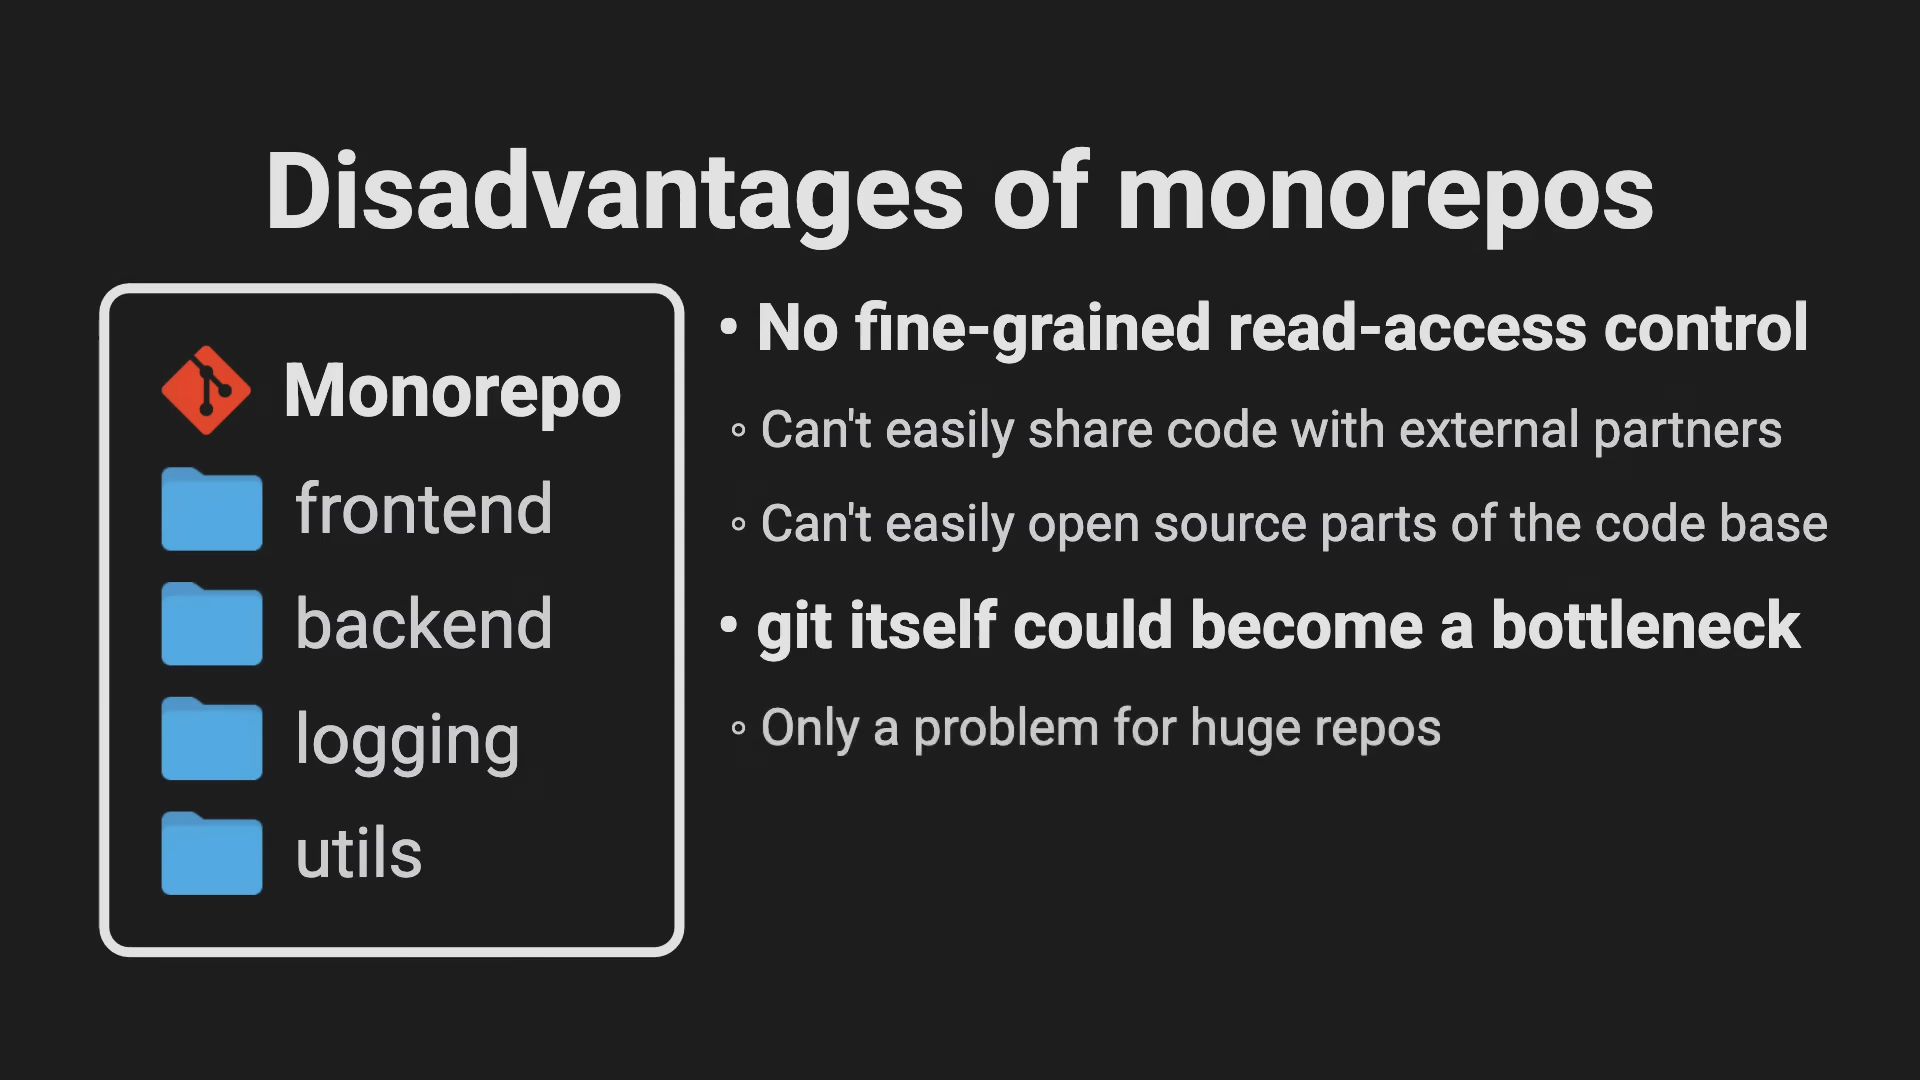 Disadvantages of monorepos
Monorepo
frontend
backend
logging
utils
• No fine-grained read-access control
◦ Can't easily share code with external partners
◦ Can't easily open source parts of the code base
• git itself could become a bottleneck
◦ Only a problem for huge repos